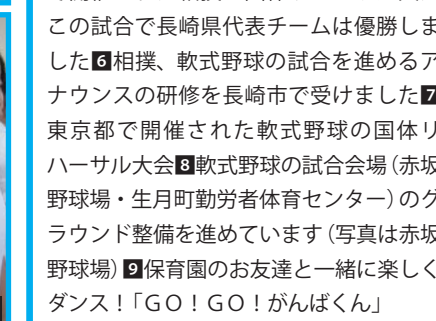 この試合で長崎県代表チームは優勝しま
した6相撲、軟式野球の試合を進めるア
ナウンスの研修を長崎市で受けました7
東京都で開催された軟式野球の国体リ
ハーサル大会8軟式野球の試合会場（赤坂
野球場・生月町勤労者体育センター）のグ
ラウンド整備を進めています（写真は赤坂
野球場）9保育園のお友達と一緒に楽しく
ダンス！「ＧＯ！ＧＯ！がんばくん」